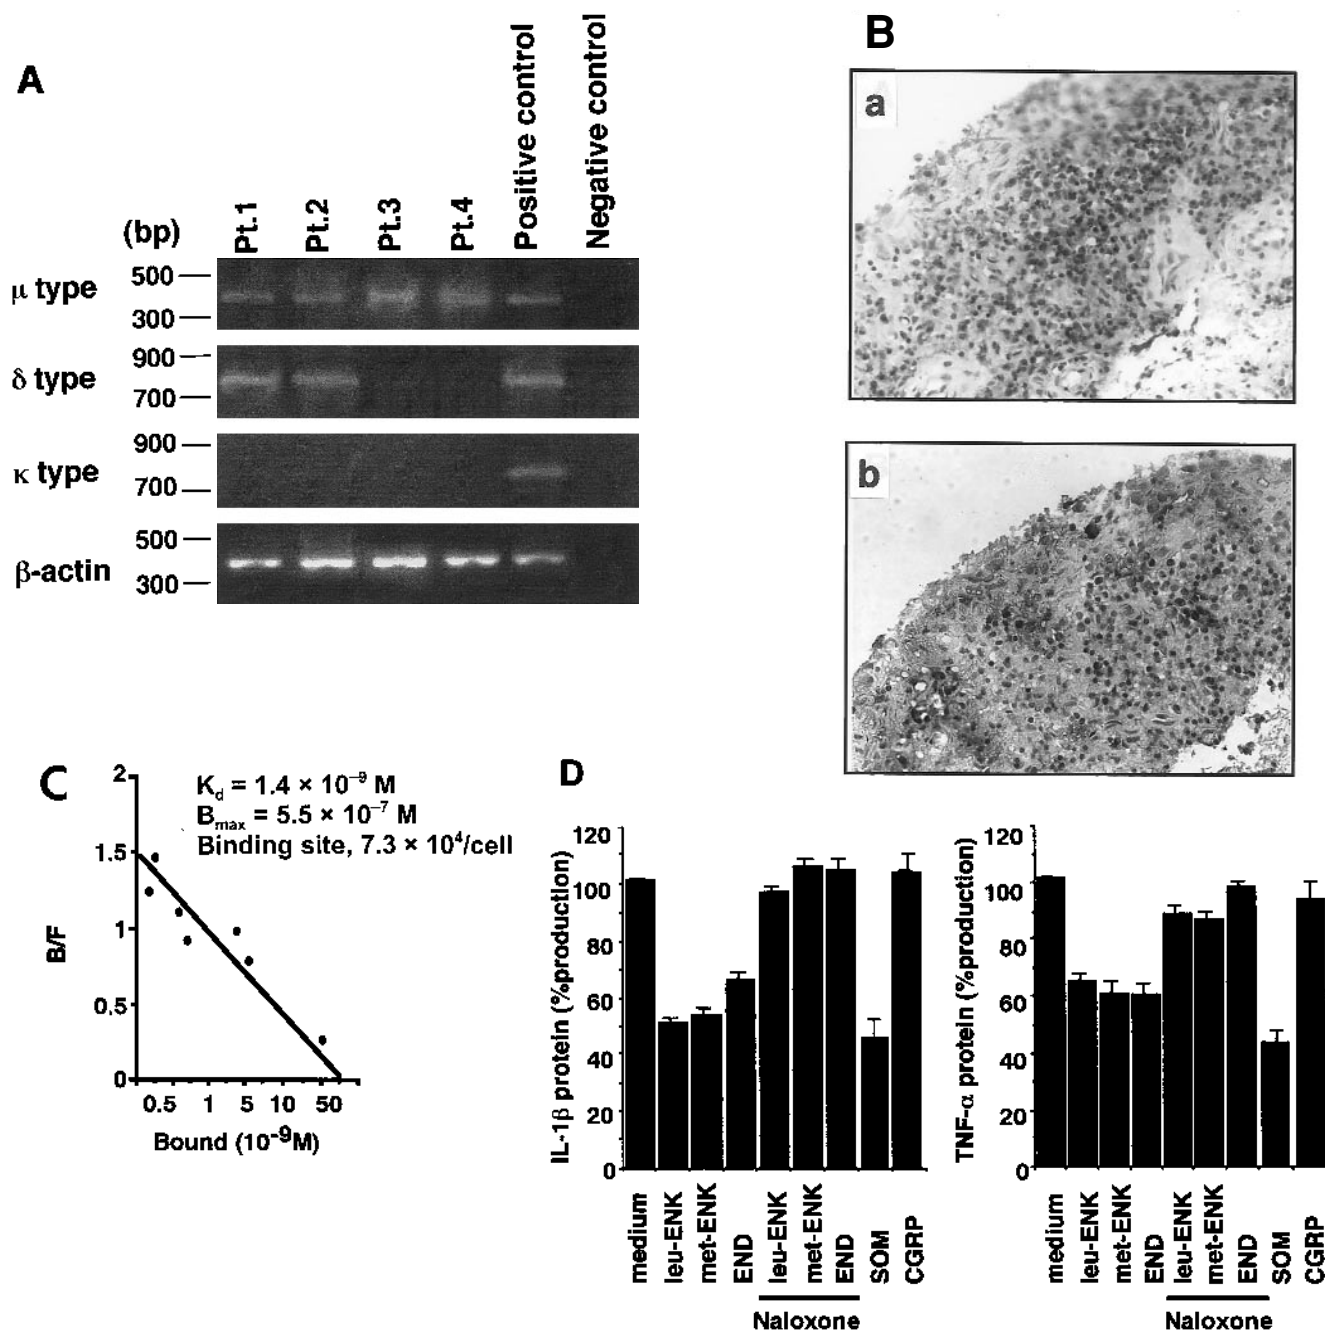 A
(bp)
Pt.1
Pt.2
Pt.3
Pt.4
Positive control
Negative control
μ type
500
300
δ type
900
700
κ type
900
700
β-actin
500
300
B
a
b
C
Kd = 1.4 × 10⁻⁹ M
Bmax = 5.5 × 10⁻⁷ M
Binding site, 7.3 × 10⁴/cell
B/F
2
1.5
1
0.5
0
0.5 1 5 10 50
Bound (10⁻⁹M)
D
IL-1β protein (%production)
120
100
80
60
40
20
0
medium
leu-ENK
met-ENK
END
leu-ENK
met-ENK
END
SOM
CGRP
Naloxone
TNF-α protein (%production)
120
100
80
60
40
20
0
medium
leu-ENK
met-ENK
END
leu-ENK
met-ENK
END
SOM
CGRP
Naloxone